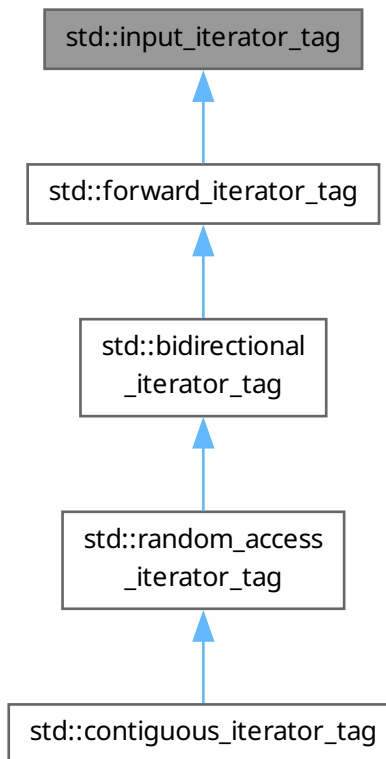 std::input_iterator_tag
std::forward_iterator_tag
std::bidirectional
_iterator_tag
std::random_access
_iterator_tag
std::contiguous_iterator_tag